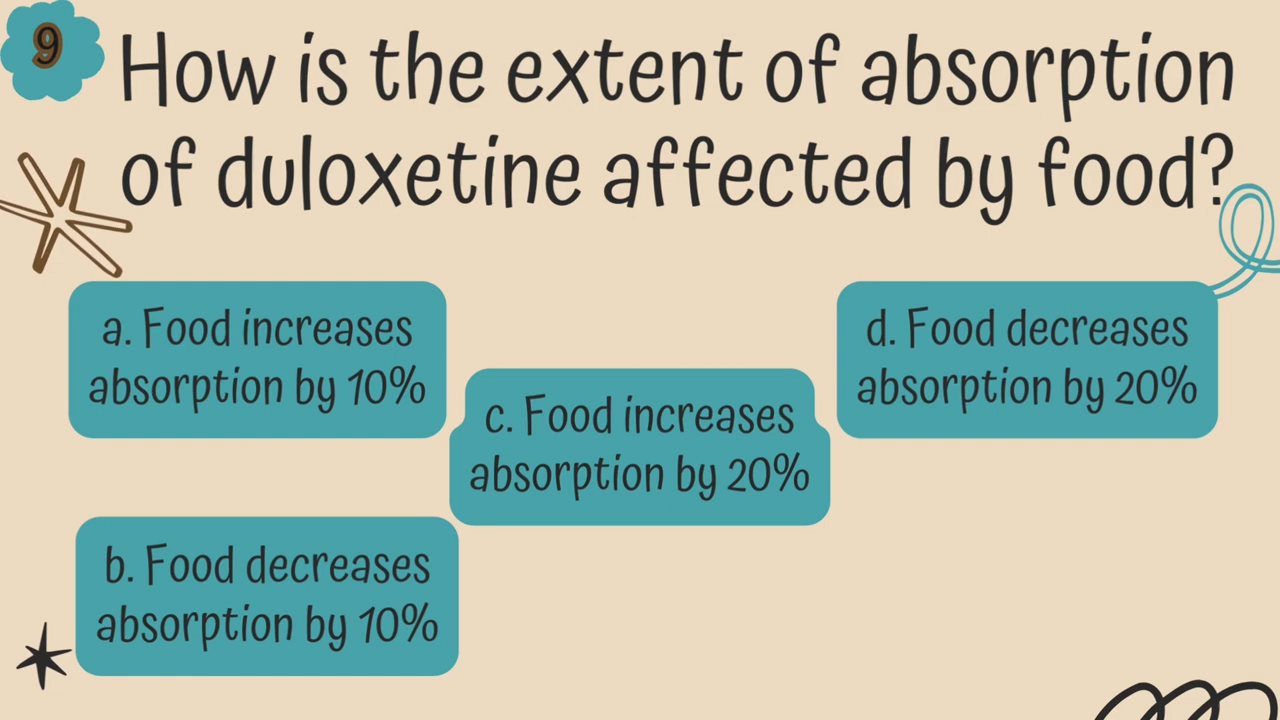 9
How is the extent of absorption
of duloxetine affected by food?
a. Food increases
absorption by 10%
b. Food decreases
absorption by 10%
c. Food increases
absorption by 20%
d. Food decreases
absorption by 20%